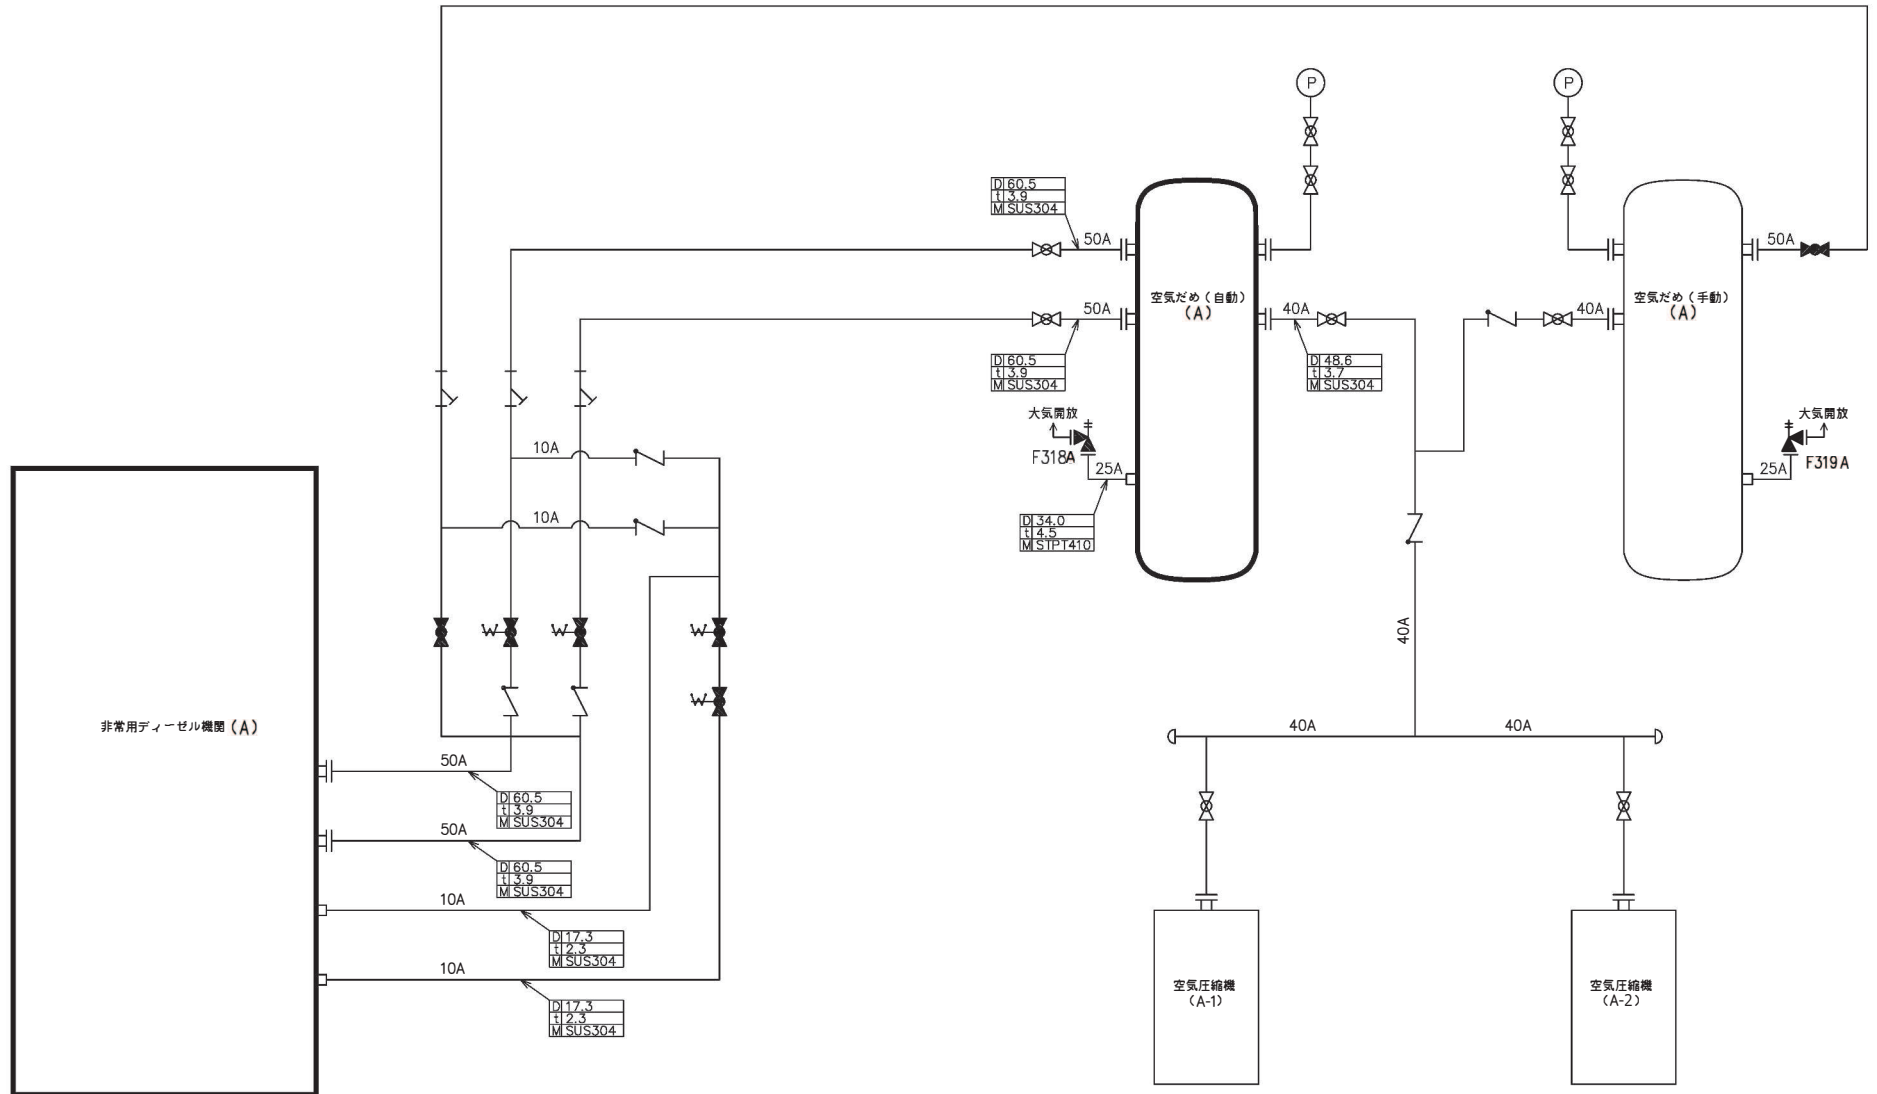 P
P
D 60.5
t 3.9
M SUS304
50A
50A
空気だめ（自動）
(A)
空気だめ（手動）
(A)
50A
40A
40A
D 60.5
t 3.9
M SUS304
D 48.6
t 3.7
M SUS304
大気開放
F318A
25A
大気開放
F319A
25A
D 34.0
t 4.5
M STPT410
10A
10A
W
W
W
W
40A
非常用ディーゼル機関(A)
40A
40A
50A
D 60.5
t 3.9
M SUS304
50A
D 60.5
t 3.9
M SUS304
10A
D 17.3
t 2.3
M SUS304
10A
D 17.3
t 2.3
M SUS304
空気圧縮機
(A-1)
空気圧縮機
(A-2)